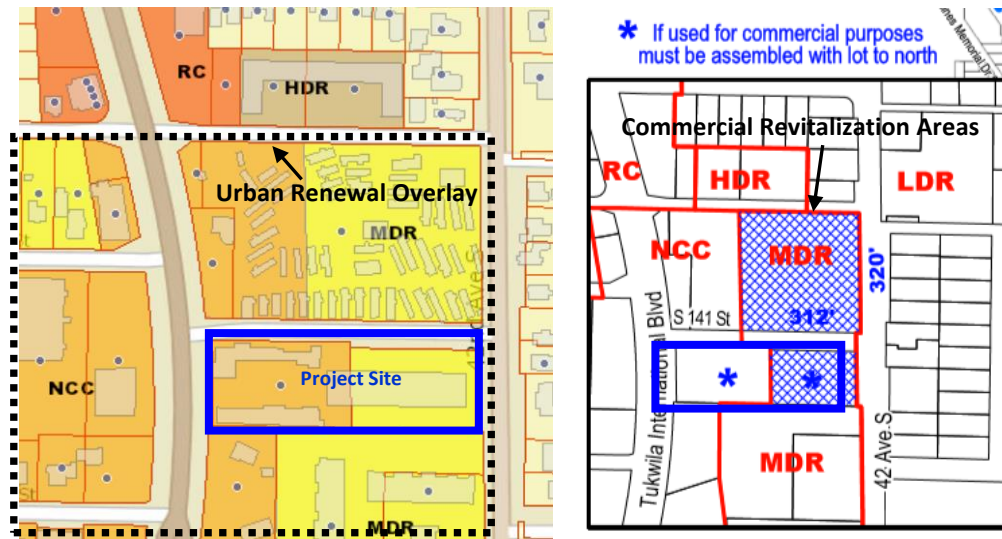 RC
HDR
Urban Renewal Overlay
MDR
Project Site
NCC
MDR
* If used for commercial purposes
must be assembled with lot to north
Commercial Revitalization Areas
RC
HDR
LDR
NCC
MDR
320'
S 141 St
312'
Tukwila International Blvd
*
*
MDR
42 Ave S